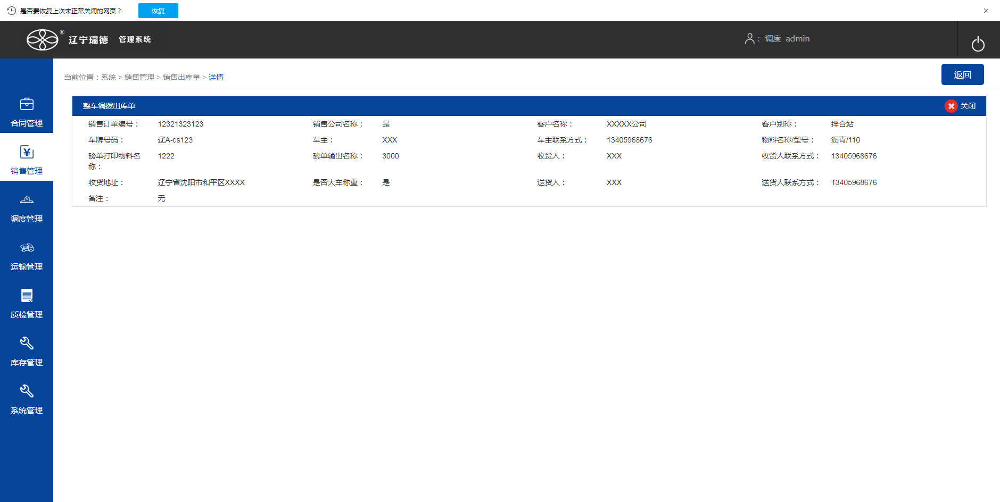 是否要恢复上次未正常关闭的网页？ 恢复 ×
® 辽宁瑞德 管理系统 ：调度 admin
当前位置：系统 > 销售管理 > 销售出库单 > 详情 返回
合同管理
销售管理
调度管理
运输管理
质检管理
库存管理
系统管理
整车调拨出库单 关闭
销售订单编号： 12321323123 销售公司名称： 是 客户名称： XXXXX公司 客户别称： 拌合站
车牌号码： 辽A-cs123 车主： XXX 车主联系方式： 13405968676 物料名称/型号： 沥青/110
磅单打印物料名称： 1222 磅单输出名称： 3000 收货人： XXX 收货人联系方式： 13405968676
收货地址： 辽宁省沈阳市和平区XXXX 是否大车称重： 是 送货人： XXX 送货人联系方式： 13405968676
备注： 无